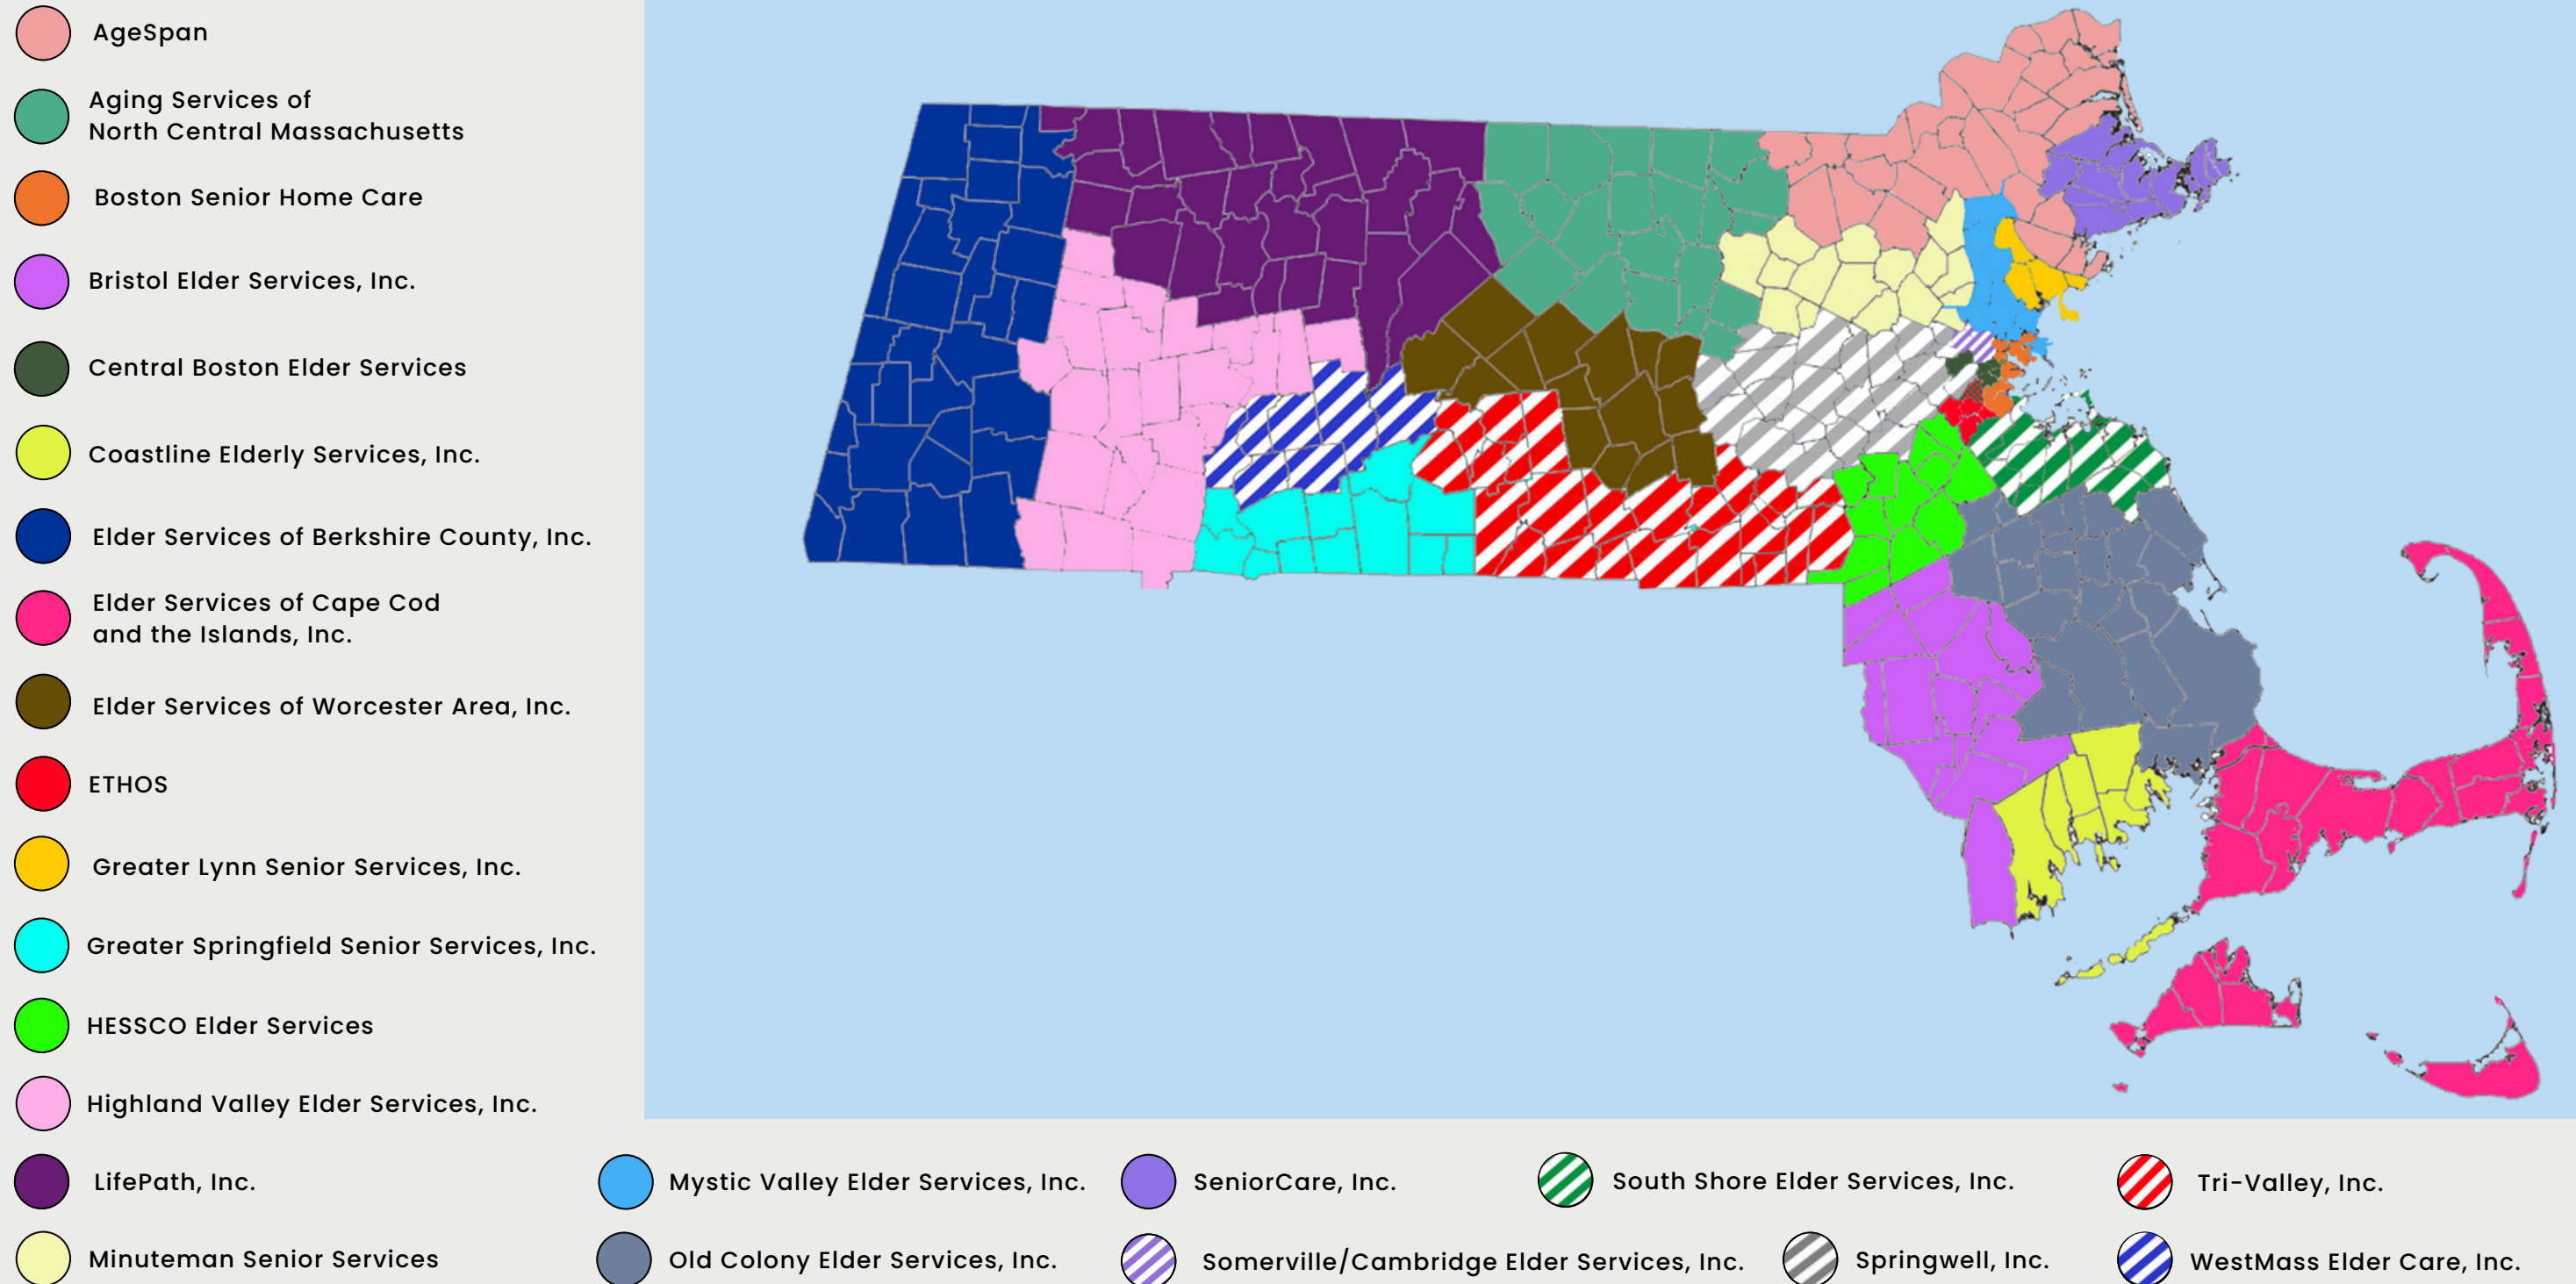 AgeSpan
Aging Services of
North Central Massachusetts
Boston Senior Home Care
Bristol Elder Services, Inc.
Central Boston Elder Services
Coastline Elderly Services, Inc.
Elder Services of Berkshire County, Inc.
Elder Services of Cape Cod
and the Islands, Inc.
Elder Services of Worcester Area, Inc.
ETHOS
Greater Lynn Senior Services, Inc.
Greater Springfield Senior Services, Inc.
HESSCO Elder Services
Highland Valley Elder Services, Inc.
LifePath, Inc.
Minuteman Senior Services
Mystic Valley Elder Services, Inc.
Old Colony Elder Services, Inc.
SeniorCare, Inc.
Somerville/Cambridge Elder Services, Inc.
South Shore Elder Services, Inc.
Springwell, Inc.
Tri-Valley, Inc.
WestMass Elder Care, Inc.